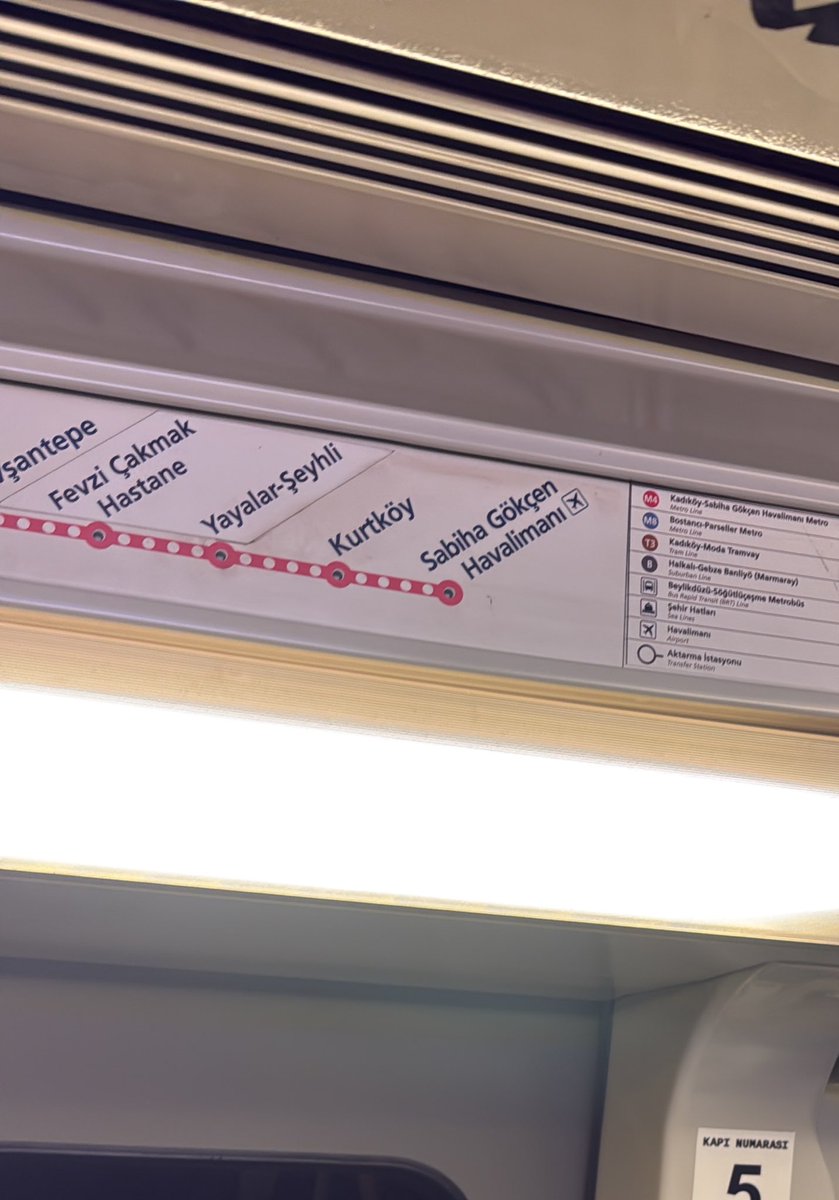 Fevzi Çakmak
Hastane
Yayalar-Şeyhli
Kurtköy
Sabiha Gökçen
Havalimanı
M4 Kadıköy-Sabiha Gökçen Havalimanı Metro
Metro Line
M8 Bostancı-Parseller Metro
Metro Line
T3 Kadıköy-Moda Tramvay
Tram Line
B Halkalı-Gebze Banliyö (Marmaray)
Suburban Line
Beylikdüzü-Söğütlüçeşme Metrobüs
Bus Rapid Transit (BRT) Line
Şehir Hatları
Sea Lines
Havalimanı
Airport
Aktarma İstasyonu
Transfer Station
KAPI NUMARASI
5